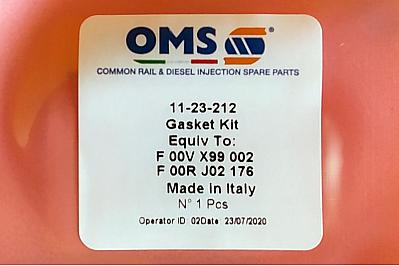 OMS
COMMON RAIL & DIESEL INJECTION SPARE PARTS
11-23-212
Gasket Kit
Equiv To:
F 00V X99 002
F 00R J02 176
Made in Italy
N° 1 Pcs
Operator ID: 02Date: 23/07/2020